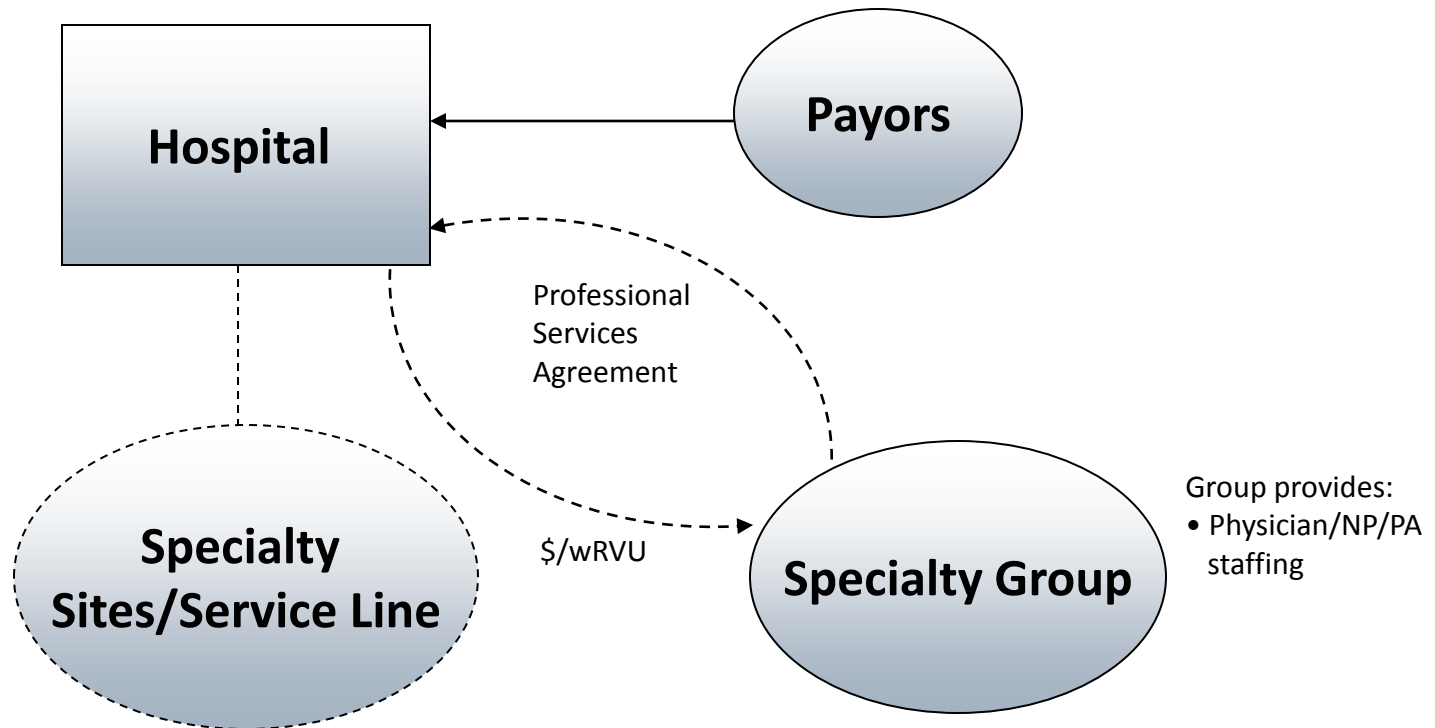 Hospital
Payors
Professional
Services
Agreement
$/wRVU
Specialty
Sites/Service Line
Specialty Group
Group provides:
• Physician/NP/PA
staffing